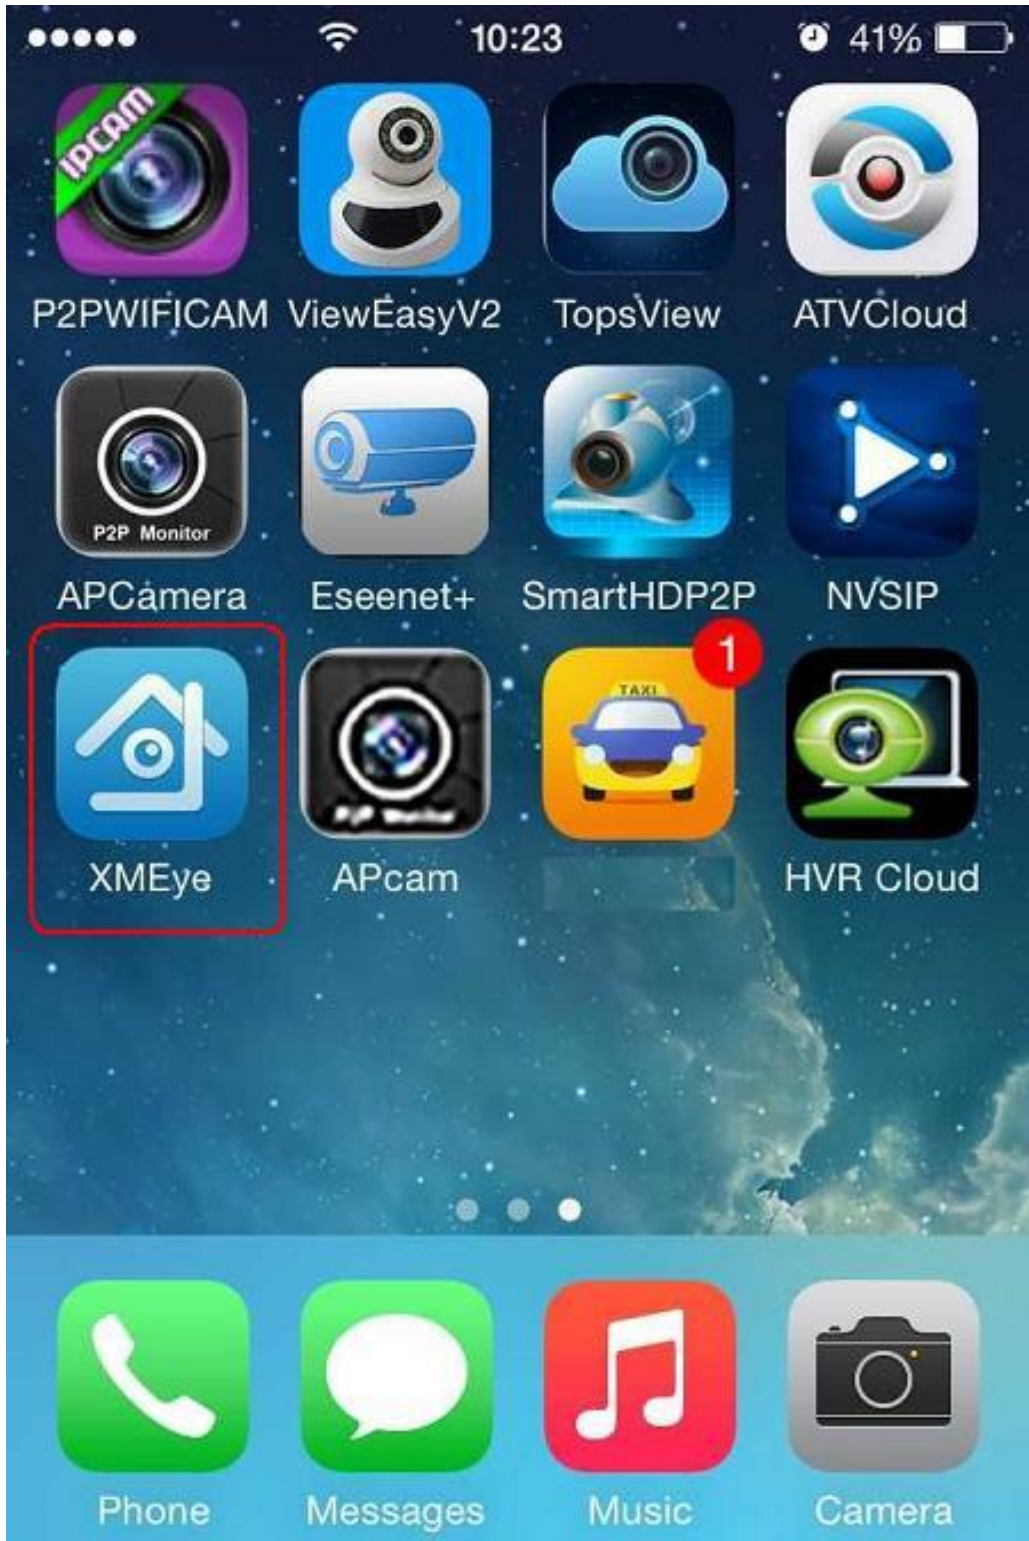 10:23 41%
IPCAM
P2PWIFICAM ViewEasyV2 TopsView ATVCloud
P2P Monitor
APCamera Eseenet+ SmartHDP2P NVSIP
1
TAXI
XMEye APcam HVR Cloud
Phone Messages Music Camera